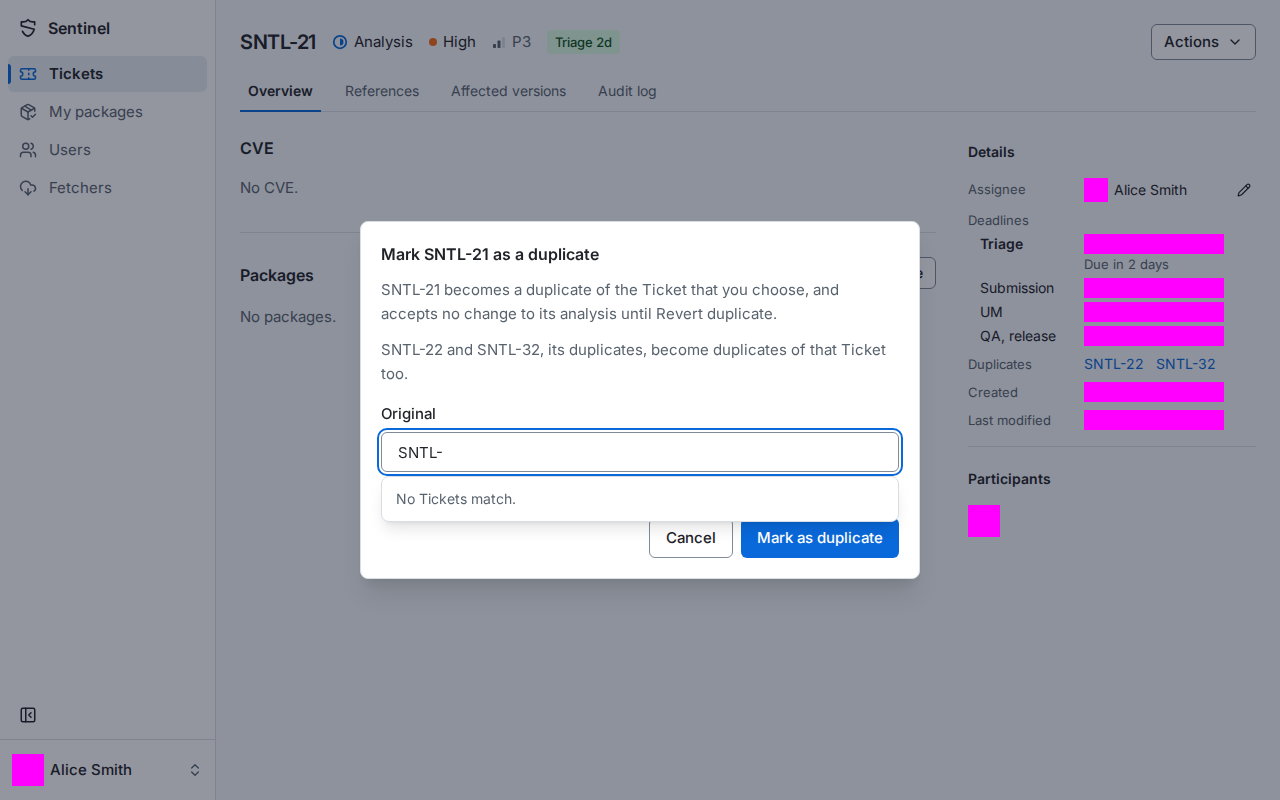 Sentinel
Tickets
My packages
Users
Fetchers
Alice Smith
SNTL-21
Analysis
High
P3
Triage 2d
Actions
Overview
References
Affected versions
Audit log
CVE
No CVE.
Packages
No packages.
Mark SNTL-21 as a duplicate
SNTL-21 becomes a duplicate of the Ticket that you choose, and
accepts no change to its analysis until Revert duplicate.
SNTL-22 and SNTL-32, its duplicates, become duplicates of that Ticket
too.
Original
SNTL-
No Tickets match.
Cancel
Mark as duplicate
Details
Assignee
Alice Smith
Deadlines
Triage
Due in 2 days
Submission
UM
QA, release
Duplicates
SNTL-22 SNTL-32
Created
Last modified
Participants